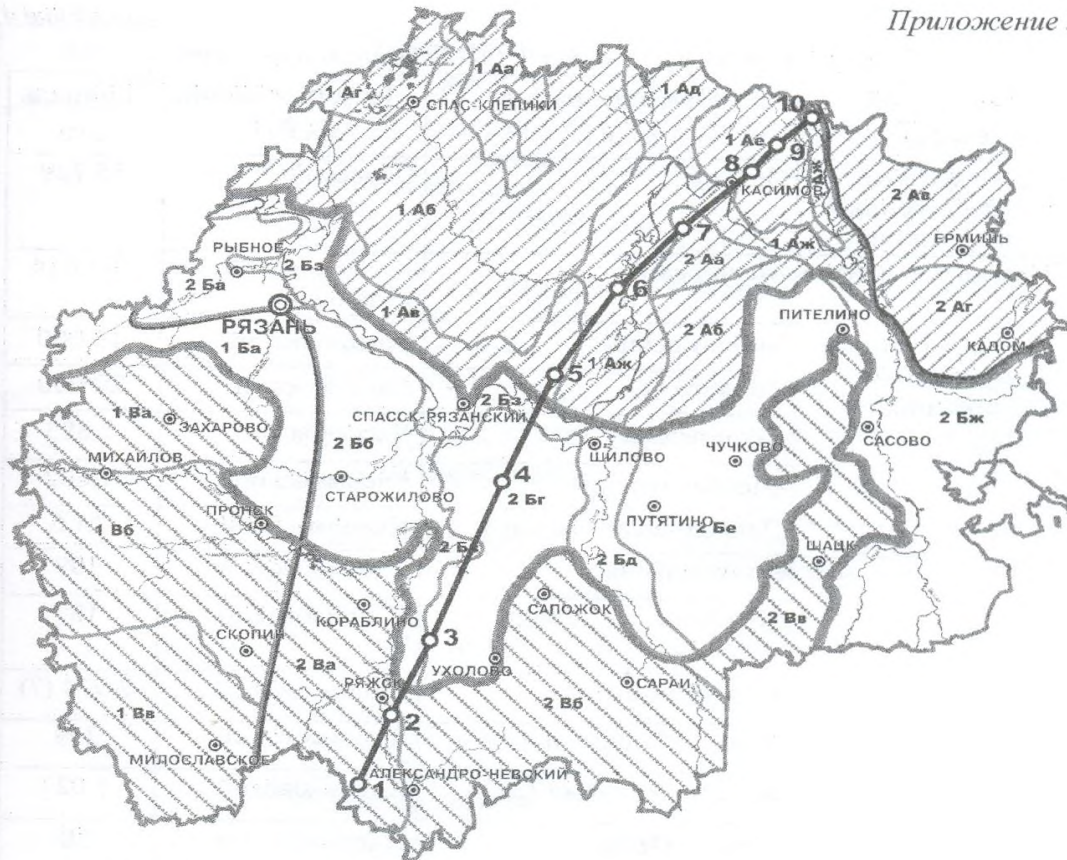 Приложение
1 Аг
1 Аа
СПАС-КЛЕПИКИ
1 Ад
10
1 Ае
9
8
КАСИМОВ
Аж
2 Ав
1 Аб
7
1 Аж
ЕРМИШЬ
РЫБНОЕ
2 Бз
2 Ба
2 Аа
6
2 Аг
РЯЗАНЬ
1 Ав
2 Аб
ПИТЕЛИНО
КАДОМ
1 Ба
1 Аж
5
1 Ва
ЗАХАРОВО
СПАССК-РЯЗАНСКИЙ
2 Бз
2 Бж
САСОВО
МИХАЙЛОВ
2 Бб
ШИЛОВО
ЧУЧКОВО
СТАРОЖИЛОВО
4
2 Бг
1 Вб
ПРОНСК
ПУТЯТИНО
2 Бе
ШАЦК
2 Бд
КОРАБЛИНО
САПОЖОК
2 Вв
СКОПИН
3
2 Ва
УХОЛОВО
РЯЖСК
САРАИ
2 Вб
1 Вв
2
МИЛОСЛАВСКОЕ
АЛЕКСАНДРО-НЕВСКИЙ
1